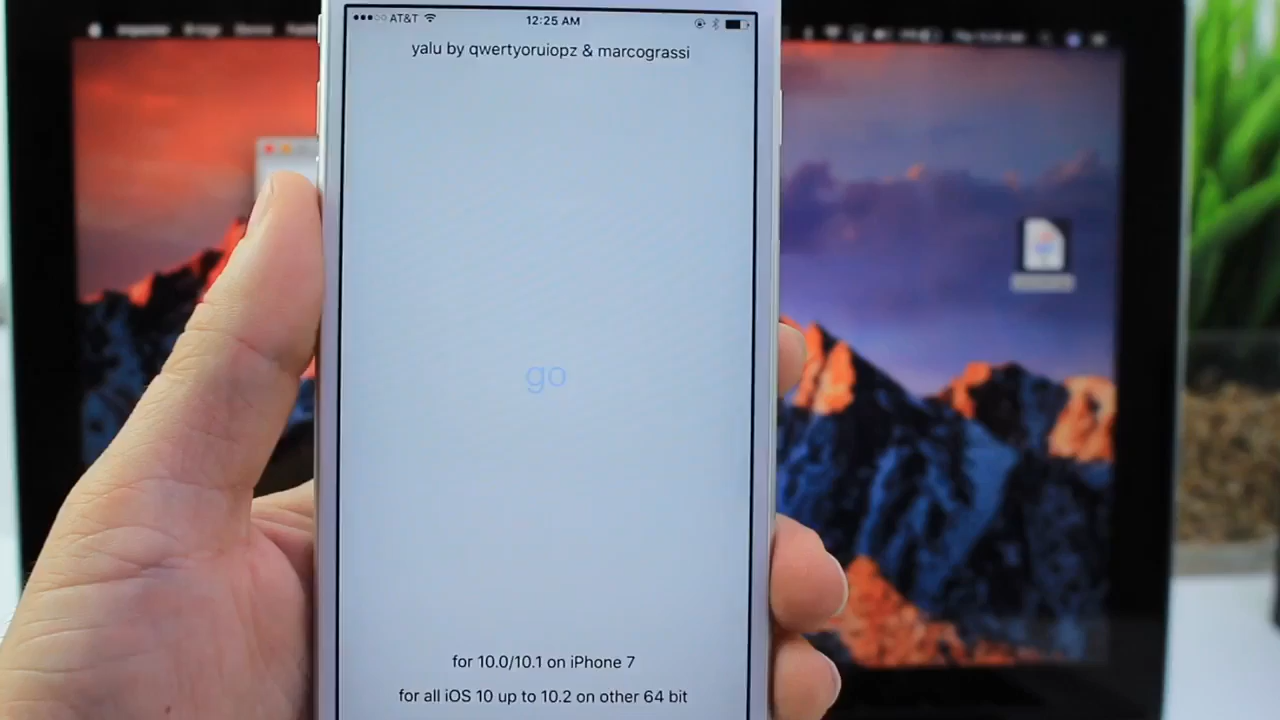 AT&T 12:25 AM
yalu by qwertyoruiopz & marcograssi
go
for 10.0/10.1 on iPhone 7
for all iOS 10 up to 10.2 on other 64 bit